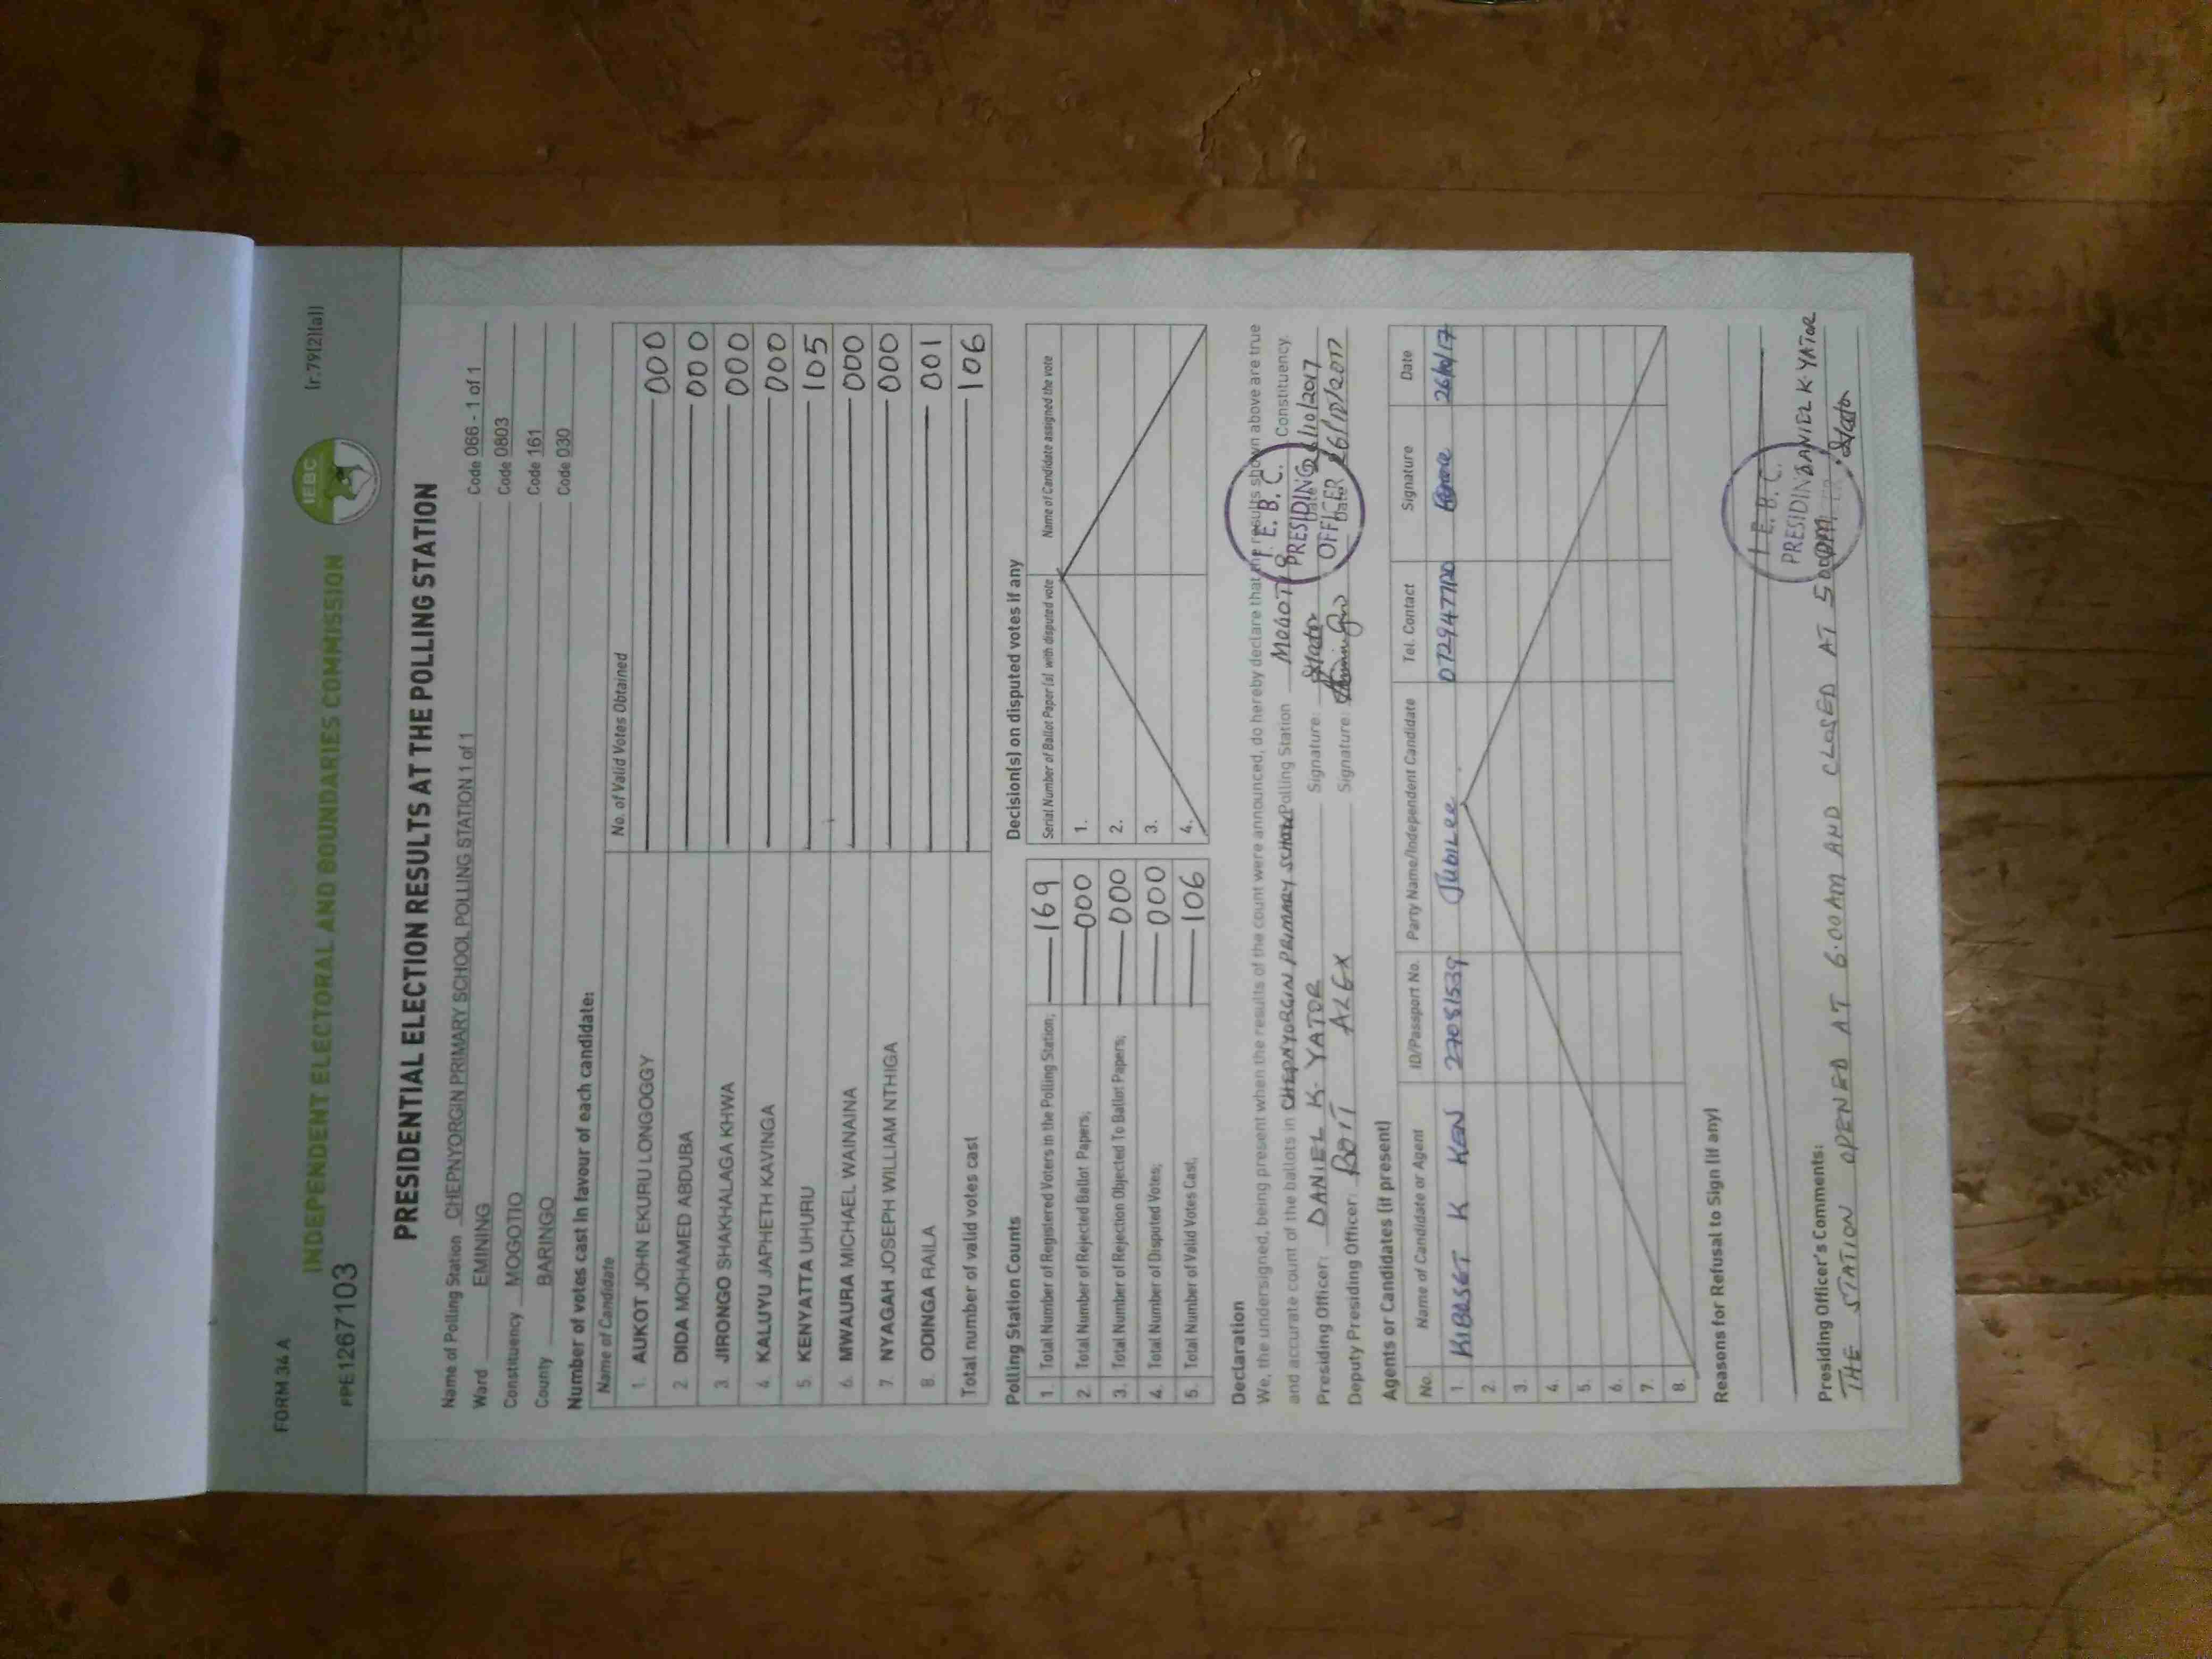 FORM 34 A
(r.79(2)(a))
IEBC
INDEPENDENT ELECTORAL AND BOUNDARIES COMMISSION
PPE1267103
PRESIDENTIAL ELECTION RESULTS AT THE POLLING STATION
Name of Polling Station CHEPNYORGIN PRIMARY SCHOOL POLLING STATION 1 of 1 Code 066 - 1 of 1
Ward EMINING Code 0803
Constituency MOGOTIO Code 161
County BARINGO Code 030
Number of votes cast in favour of each candidate:
Name of Candidate No. of Valid Votes Obtained
1. AUKOT JOHN EKURU LONGOGGY 000
2. DIDA MOHAMED ABDUBA 000
3. JIRONGO SHAKHALAGA KHWA 000
4. KALUYU JAPHETH KAVINGA 000
5. KENYATTA UHURU 105
6. MWAURA MICHAEL WAINAINA 000
7. NYAGAH JOSEPH WILLIAM NTHIGA 000
8. ODINGA RAILA 001
Total number of valid votes cast 106
Polling Station Counts
1. Total Number of Registered Voters in the Polling Station; 169
2. Total Number of Rejected Ballot Papers; 000
3. Total Number of Rejection Objected To Ballot Papers; 000
4. Total Number of Disputed Votes; 000
5. Total Number of Valid Votes Cast; 106
Decision(s) on disputed votes if any
Serial Number of Ballot Paper(s) with disputed vote Name of Candidate assigned the vote
1.
2.
3.
4.
Declaration
We, the undersigned, being present when the results of the count were announced, do hereby declare that the results shown above are true
and accurate count of the ballots in CHEPNYORGIN PRIMARY SCHOOL Polling Station MOGOTIO Constituency.
Presiding Officer: DANIEL K. YATOR Signature: Date 26/10/2017
Deputy Presiding Officer: BOIT ALEX Signature: Date 26/10/2017
I.E.B.C.
PRESIDING
OFFICER
Agents or Candidates (if present)
No. Name of Candidate or Agent ID/Passport No. Party Name/Independent Candidate Tel. Contact Signature Date
1. KIBRSET K KEN 27081539 JUBILEE 26/10/17
2.
3.
4.
5.
6.
7.
8.
Reasons for Refusal to Sign (if any)
I.E.B.C.
PRESIDING
DANIEL K. YATOR
Presiding Officer's Comments:
THE STATION OPENED AT 6.00AM AND CLOSED AT 5.00PM